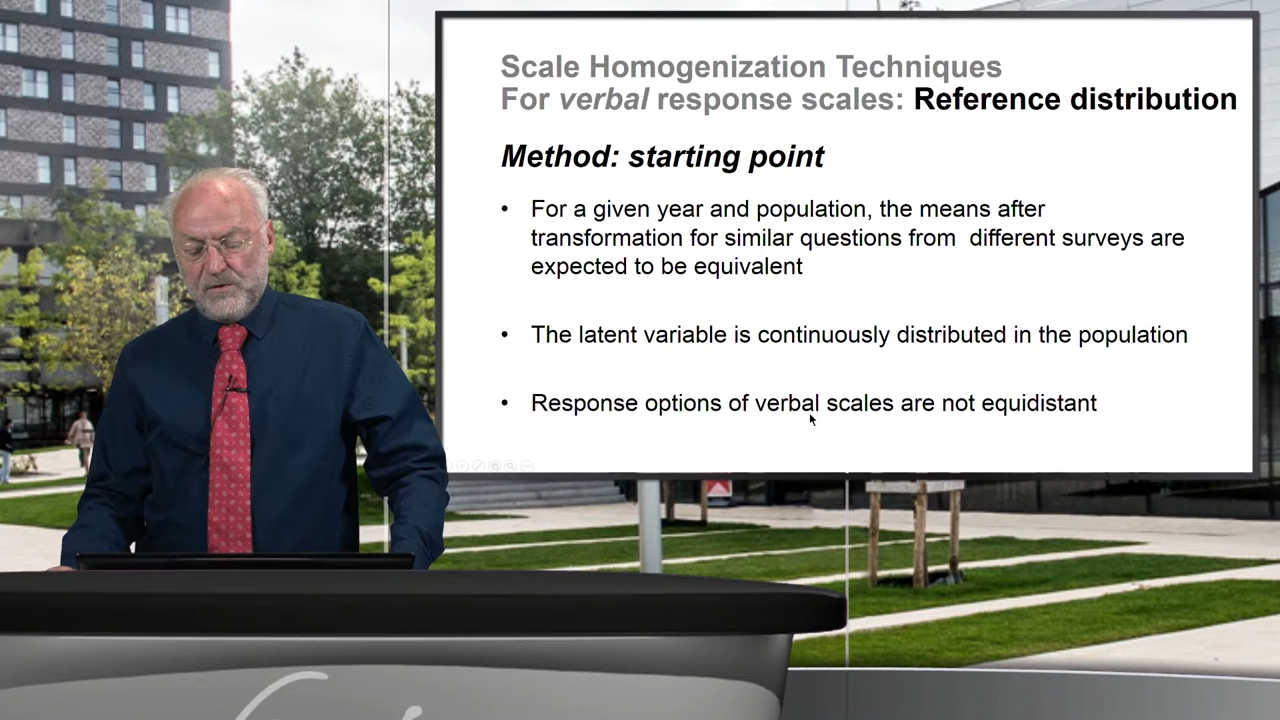 Scale Homogenization Techniques
For verbal response scales: Reference distribution
Method: starting point
• For a given year and population, the means after
transformation for similar questions from different surveys are
expected to be equivalent
• The latent variable is continuously distributed in the population
• Response options of verbal scales are not equidistant